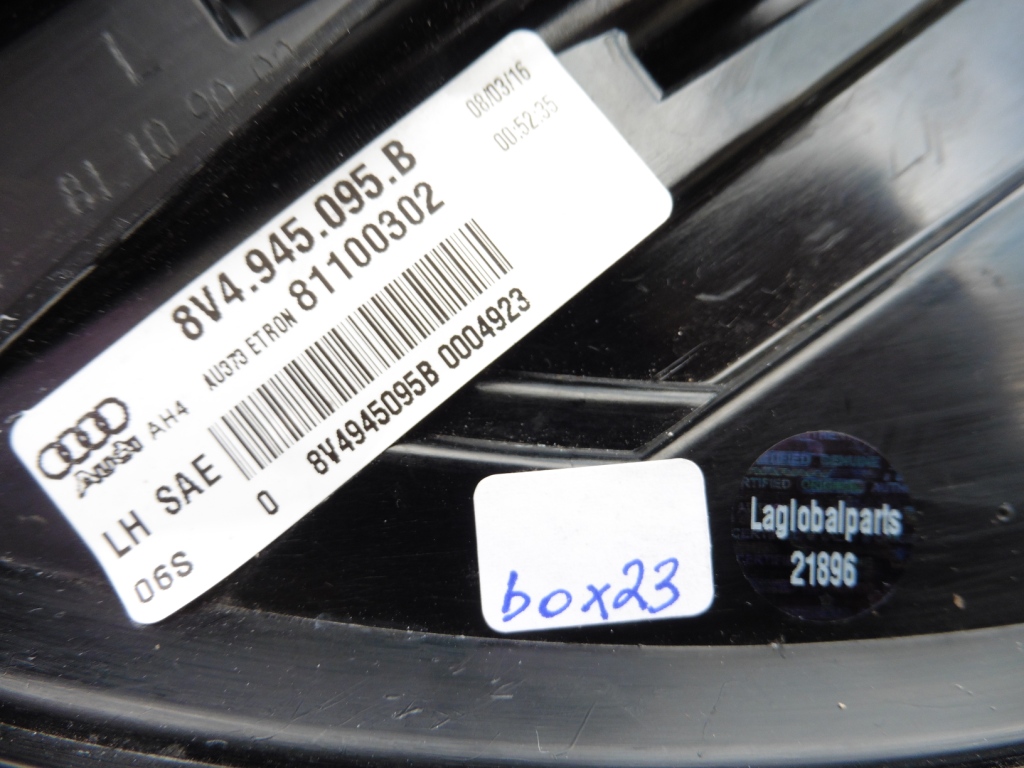 L
08/03/16
00:52:35
8V4.945.095.B
AU373 ETRON 81100302
AH4
8V4945095B 0004923
LH SAE 0
06S
box23
Laglobalparts
21896